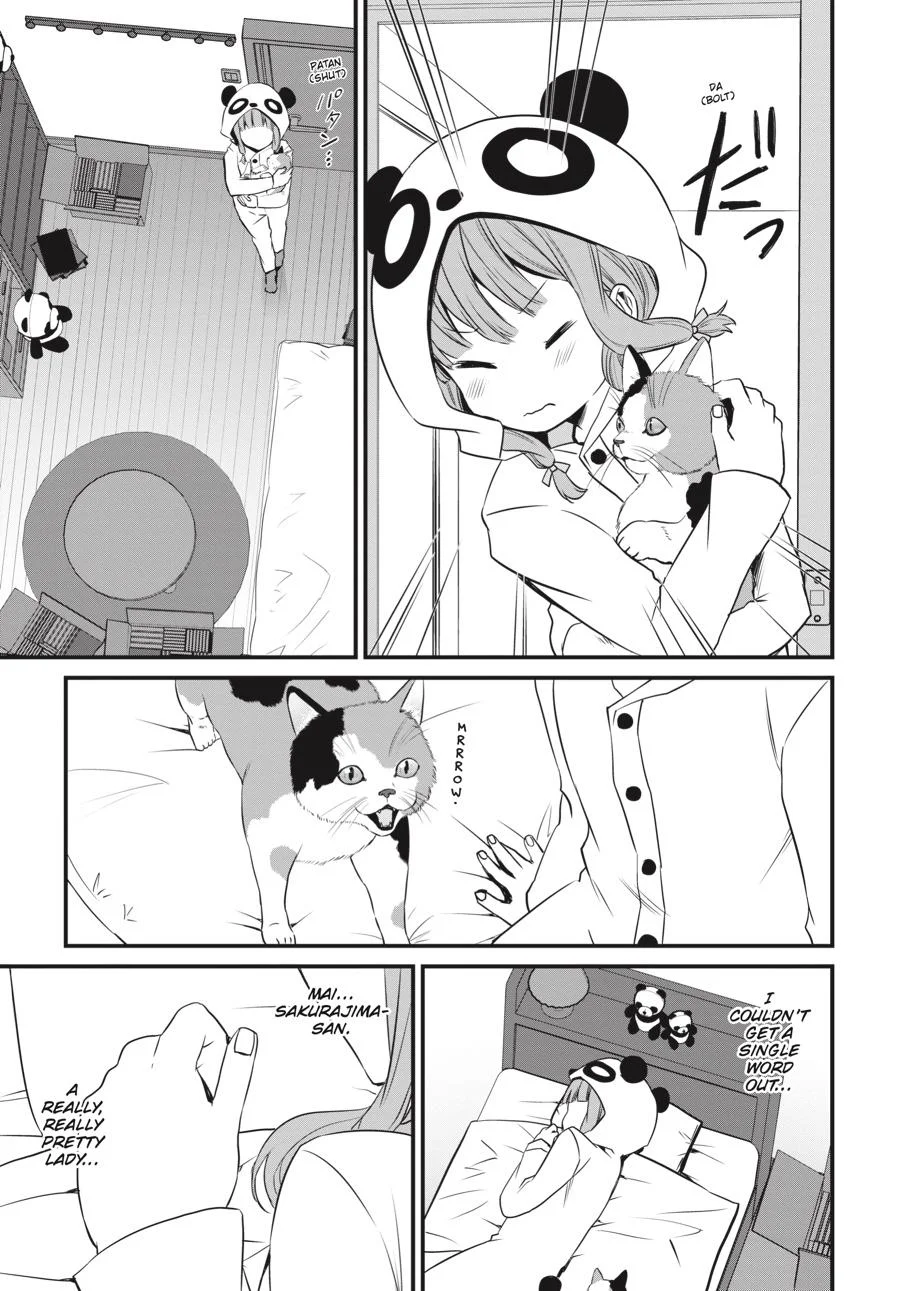 DA
(BOLT)
だっ
PATAN
(SHUT)
パタン…
MRRROW.
I
COULDN'T
GET A
SINGLE
WORD
OUT...
MAI...
SAKURAJIMA-
SAN.
A
REALLY,
REALLY
PRETTY
LADY...